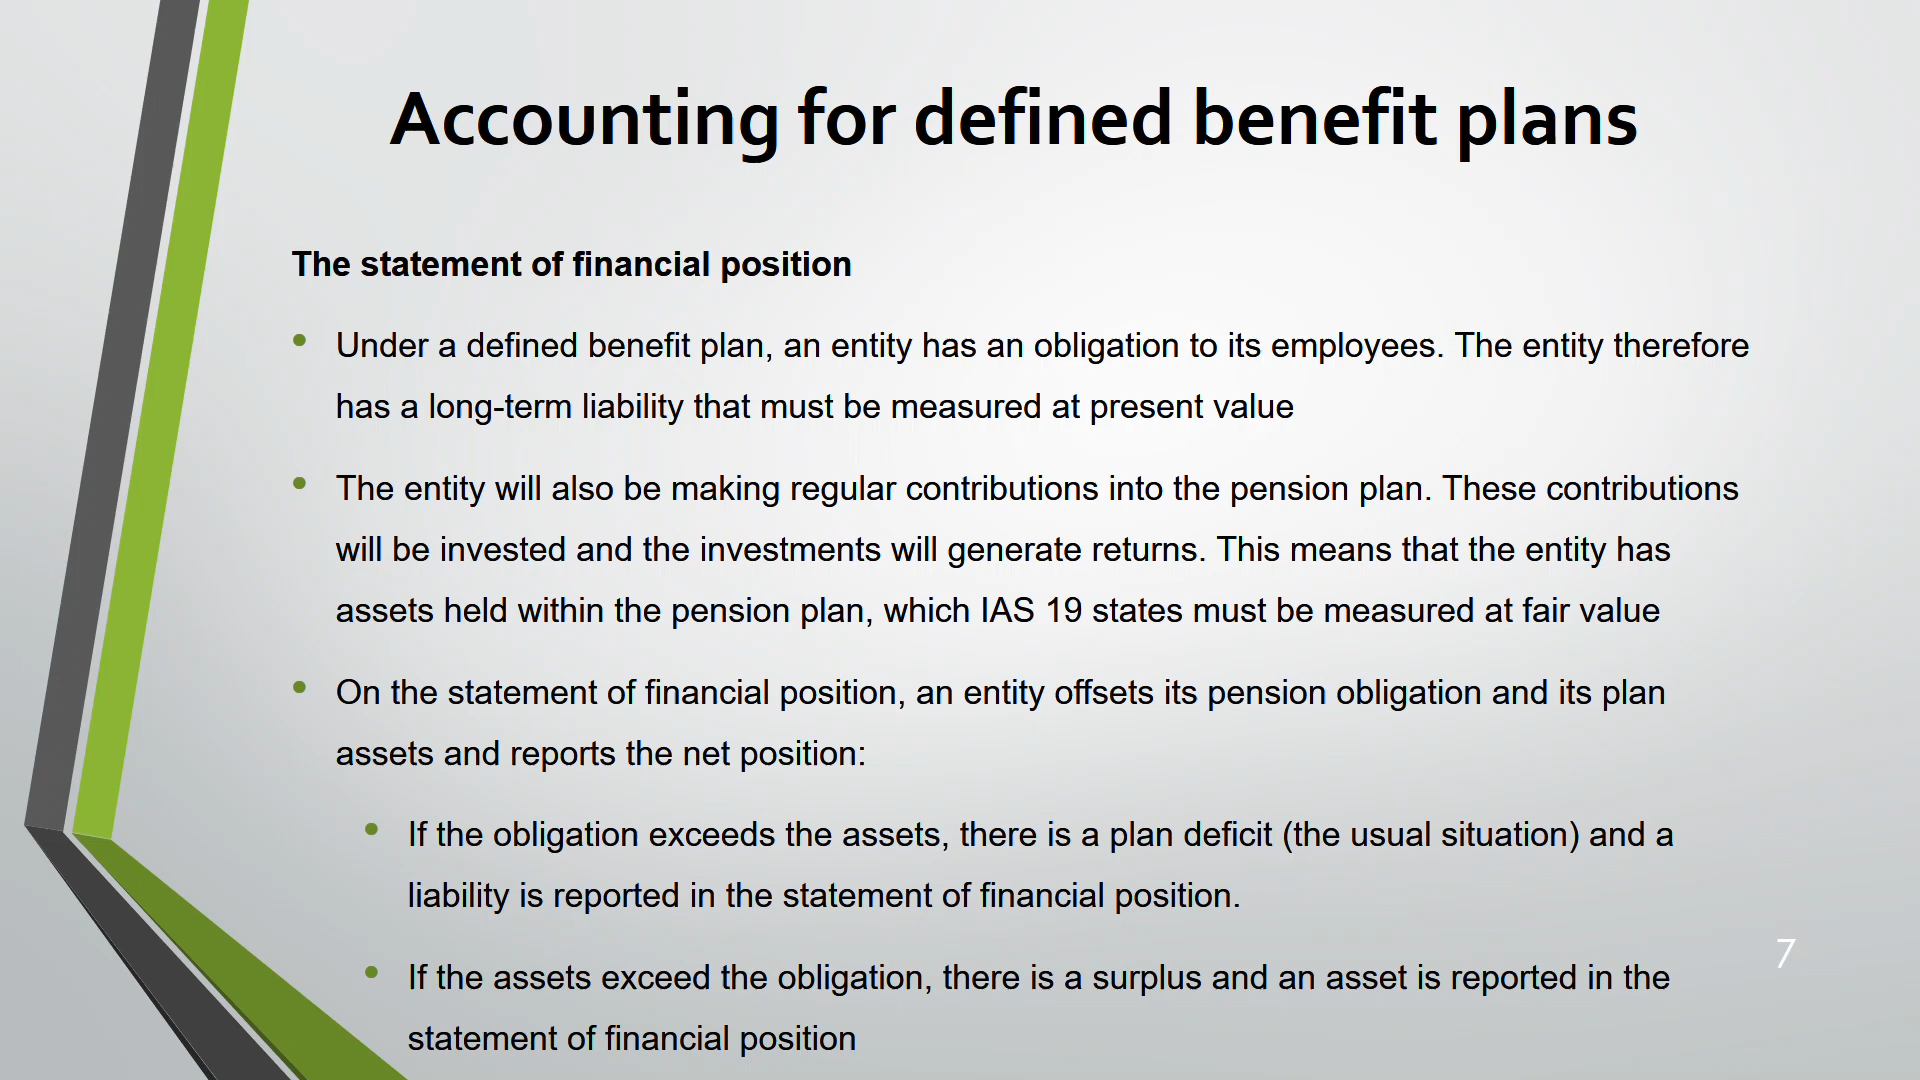 Accounting for defined benefit plans
The statement of financial position
• Under a defined benefit plan, an entity has an obligation to its employees. The entity therefore
has a long-term liability that must be measured at present value
• The entity will also be making regular contributions into the pension plan. These contributions
will be invested and the investments will generate returns. This means that the entity has
assets held within the pension plan, which IAS 19 states must be measured at fair value
• On the statement of financial position, an entity offsets its pension obligation and its plan
assets and reports the net position:
• If the obligation exceeds the assets, there is a plan deficit (the usual situation) and a
liability is reported in the statement of financial position.
• If the assets exceed the obligation, there is a surplus and an asset is reported in the
statement of financial position
7